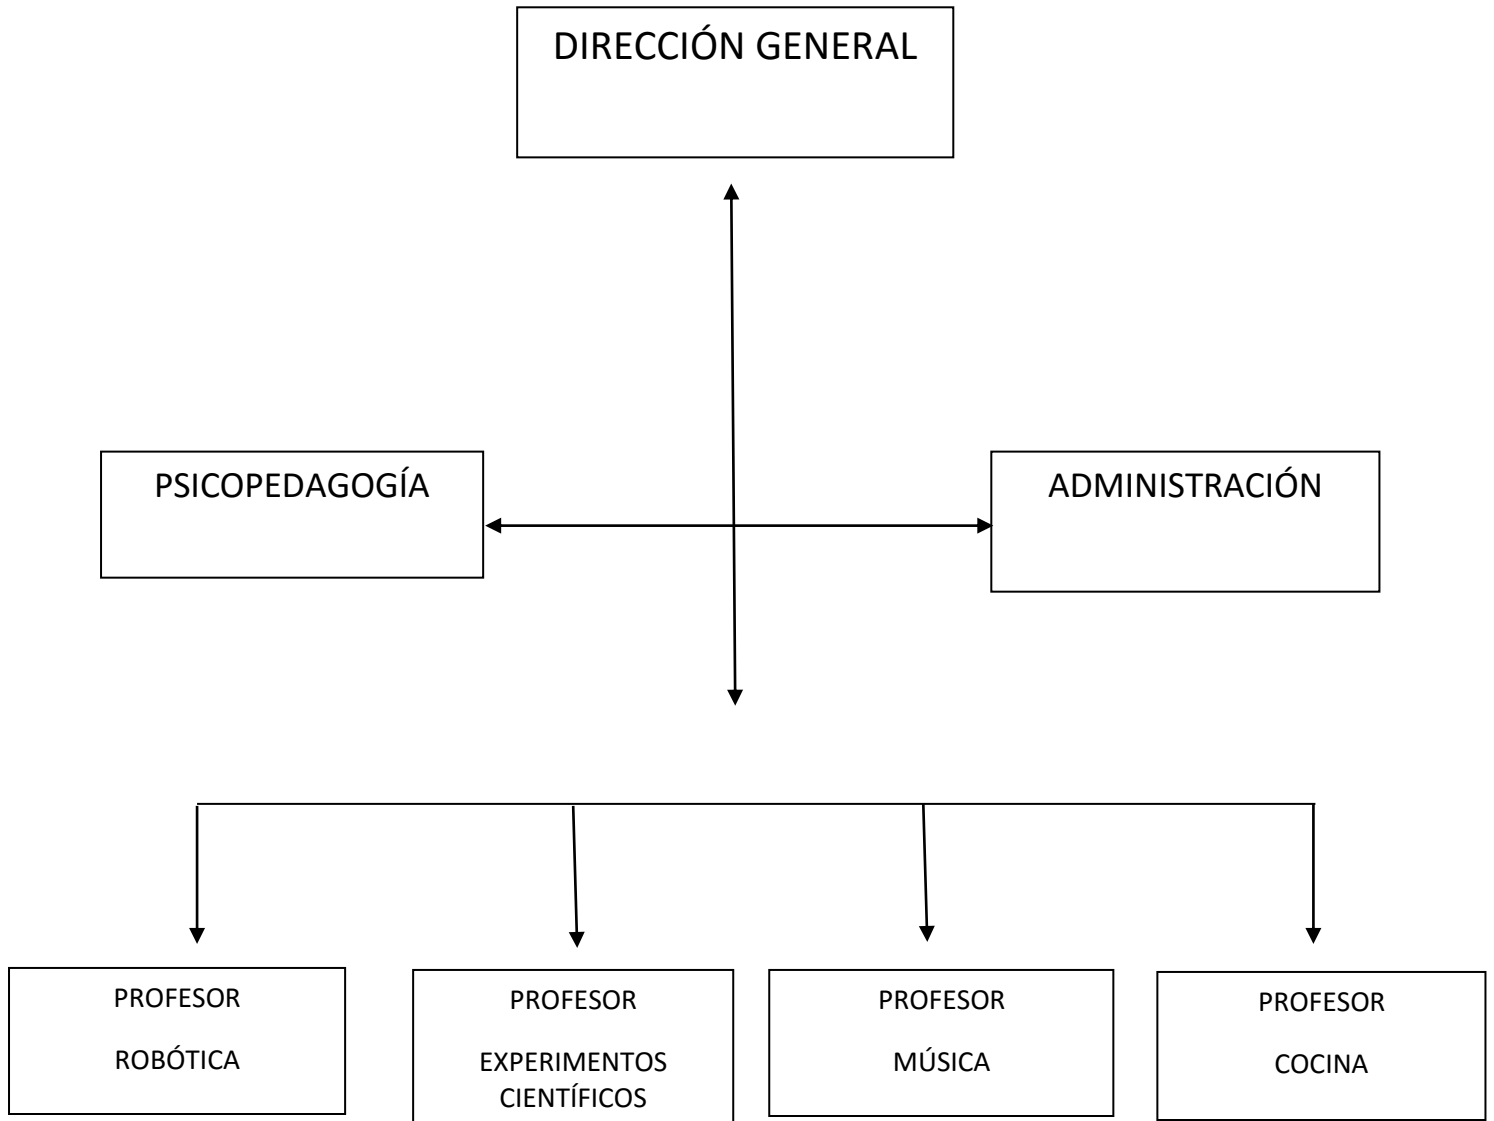 DIRECCIÓN GENERAL
PSICOPEDAGOGÍA
ADMINISTRACIÓN
PROFESOR
ROBÓTICA
PROFESOR
EXPERIMENTOS
CIENTÍFICOS
PROFESOR
MÚSICA
PROFESOR
COCINA